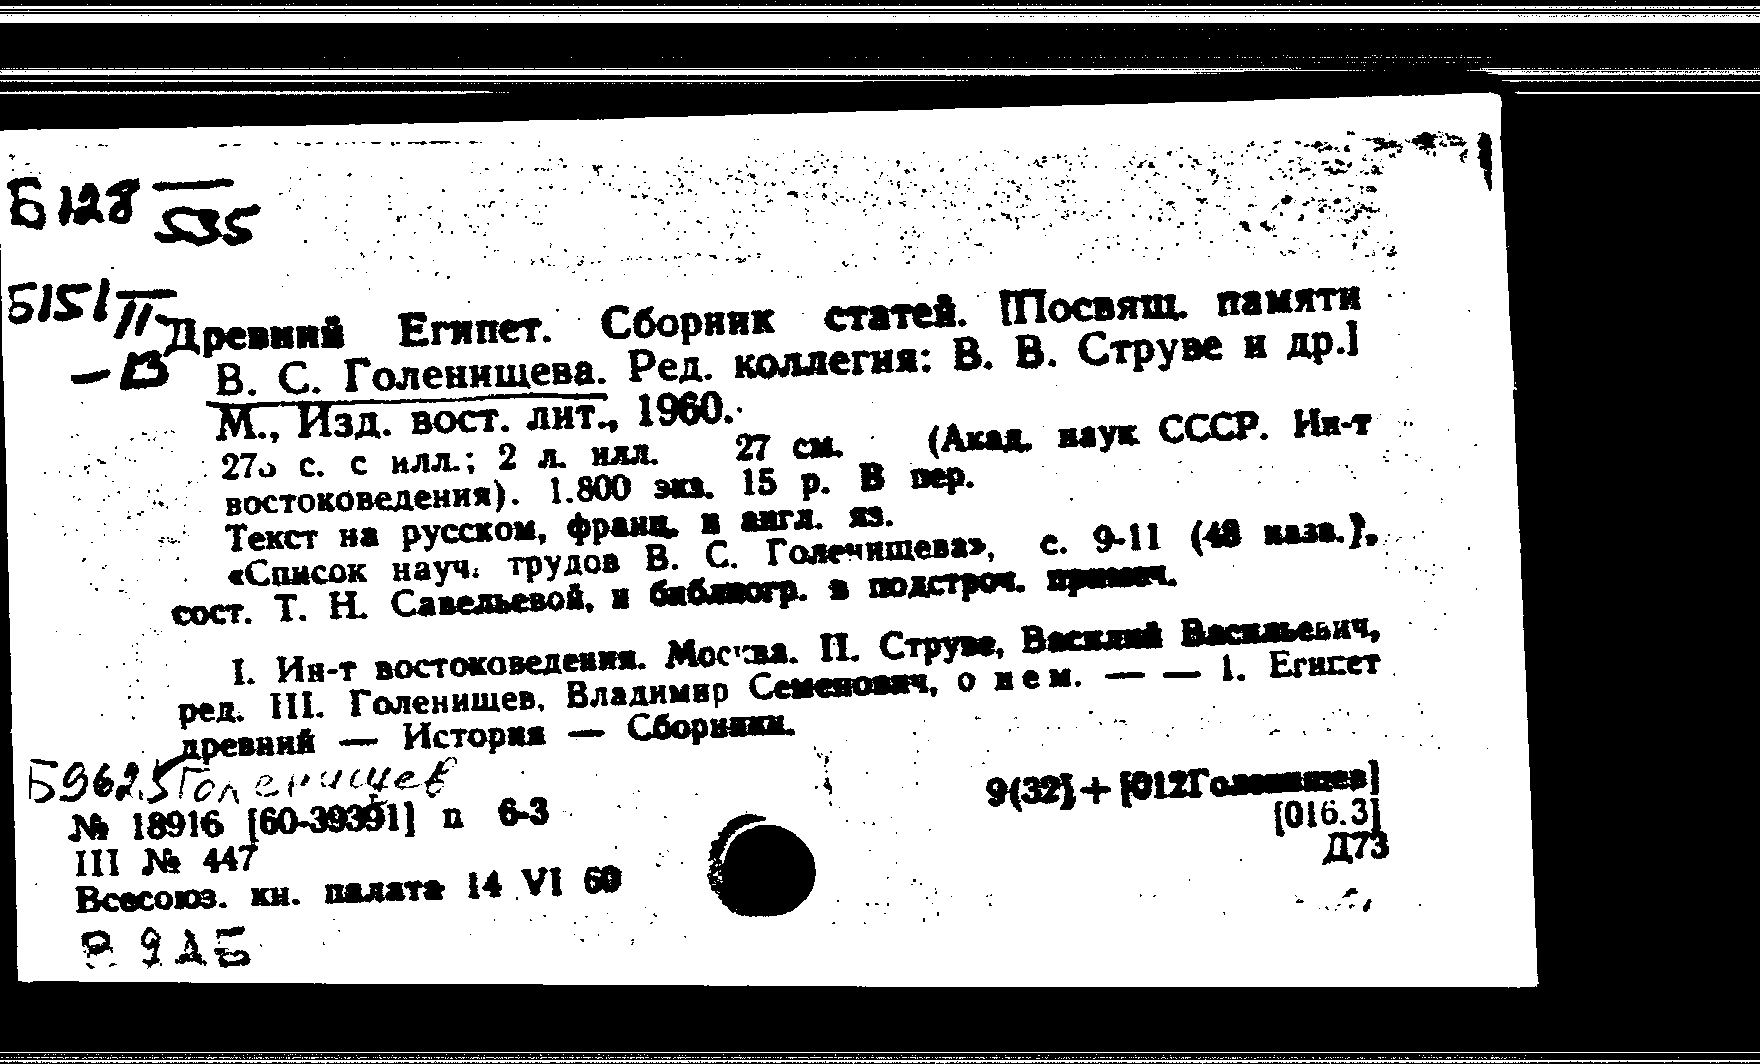 Б128 —
535
Б151 —
II-
— В
Древний Египет. Сборник статей. [Посвящ. памяти
В. С. Голенищева. Ред. коллегия: В. В. Струве и др.]
М., Изд. вост. лит., 1960.
с. с илл.; 2 л. илл. 27 см. (Акад. наук СССР. Ин-т
востоковедения). 1.800 экз. 15 р. В пер.
Текст на русском, франц. и англ. яз.
«Список науч. трудов В. С. Голенищева», с. 9-11 (48 назв.),
сост. Т. Н. Савельевой, и библиогр. в подстроч. примеч.
I. Ин-т востоковедения. Москва. II. Струве, Василий Васильевич,
ред. III. Голенищев, Владимир Семенович, о нем. — — 1. Египет
древний — История — Сборники.
Б962.5 Голенищев
№ 18916 [60-39391] п 6-3
9(32) + [012Голенищев]
[016.3]
III № 447
Д73
Всесоюз. кн. палата 14 VI 60
9 А Б